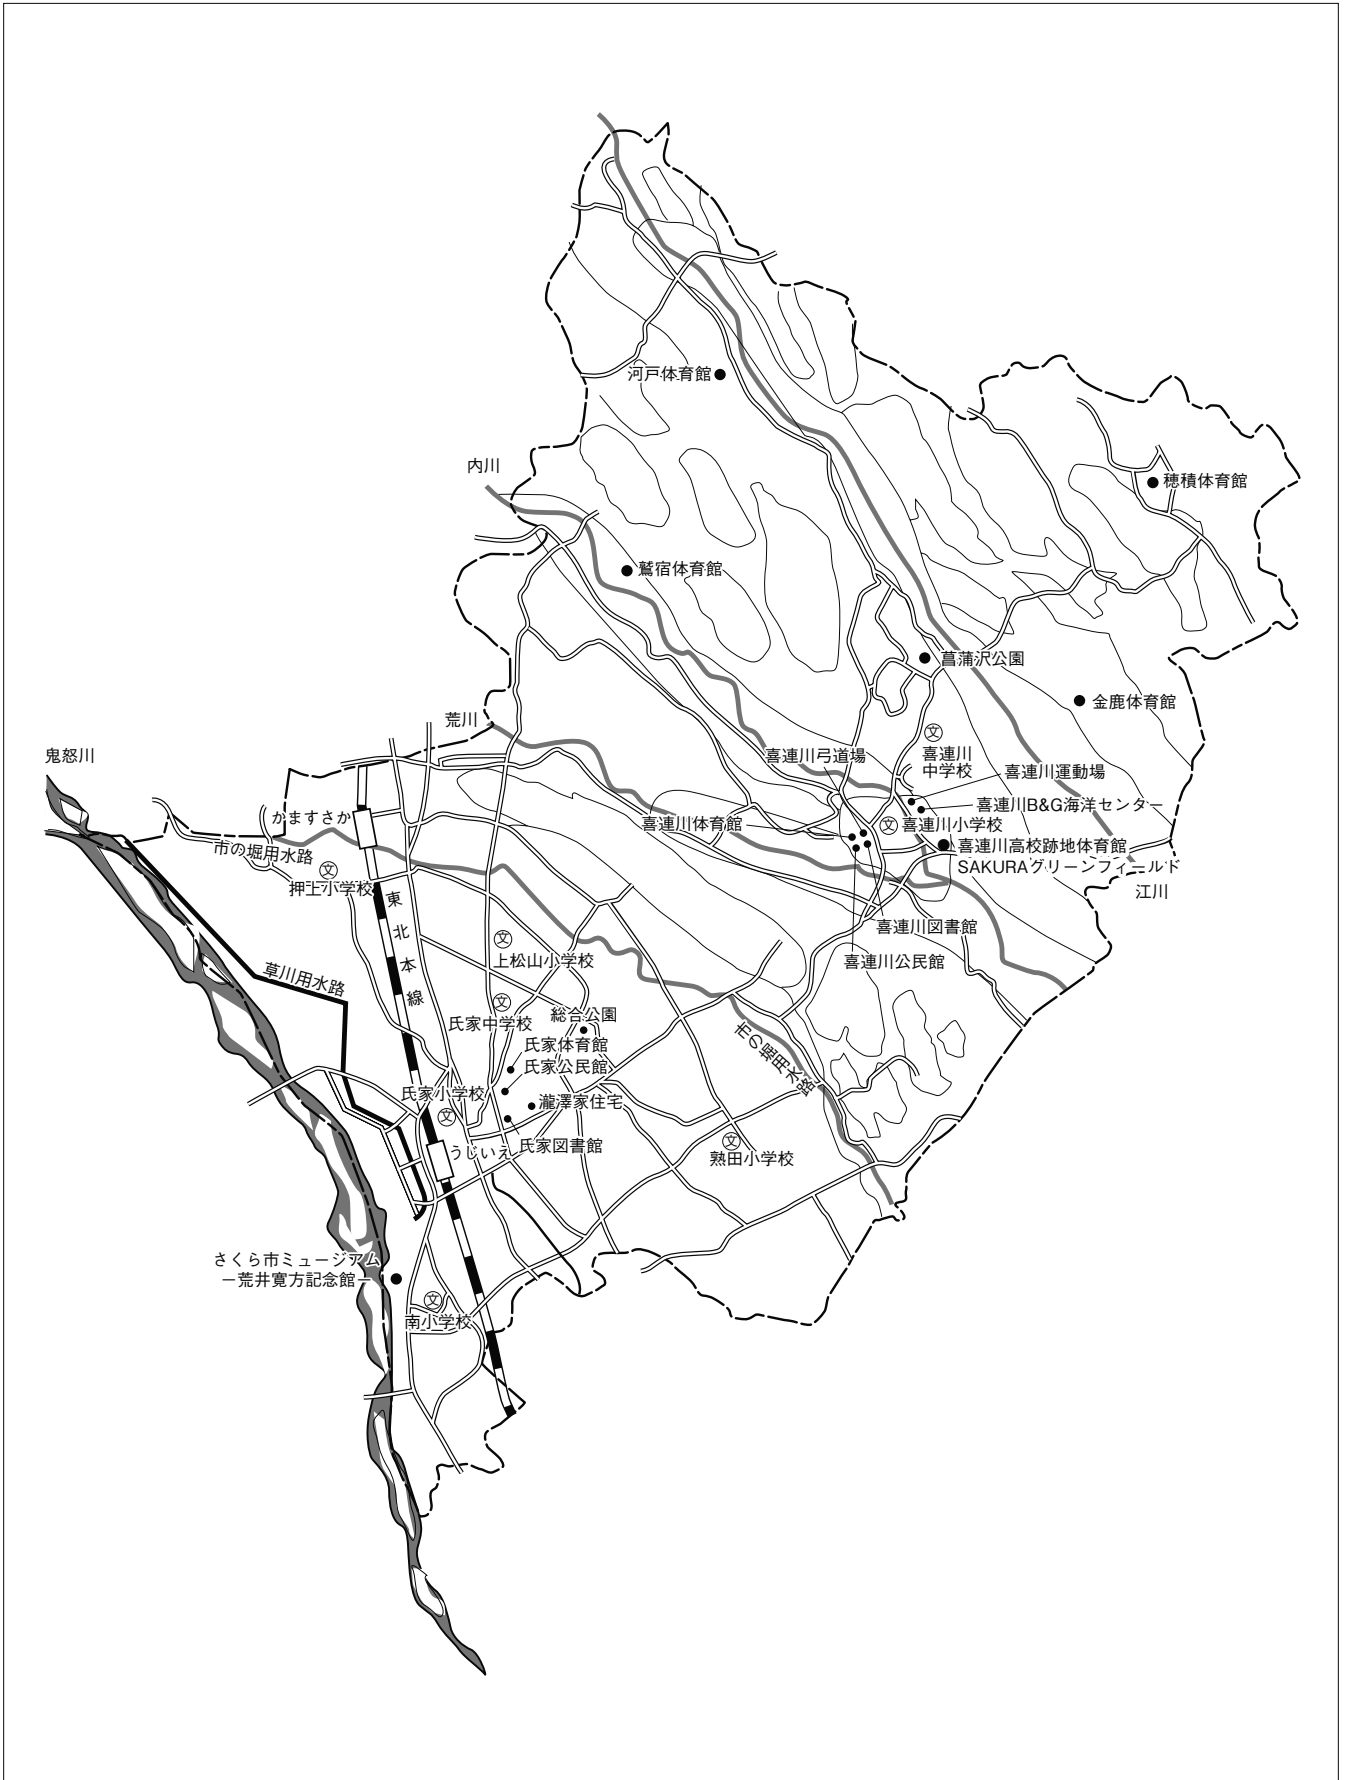 河戸体育館
内川
穂積体育館
鷲宿体育館
菖蒲沢公園
金鹿体育館
荒川
鬼怒川
喜連川弓道場
喜連川
中学校
喜連川運動場
喜連川B&G海洋センター
かますさか
喜連川体育館
喜連川小学校
喜連川高校跡地体育館
SAKURAグリーンフィールド
市の堀用水路
押上小学校
江川
東北本線
喜連川図書館
上松山小学校
喜連川公民館
草川用水路
氏家中学校
総合公園
市の堀用水路
氏家体育館
氏家公民館
氏家小学校
瀧澤家住宅
うじいえ
氏家図書館
熟田小学校
さくら市ミュージアム
－荒井寛方記念館－
南小学校
文
文
文
文
文
文
文
文